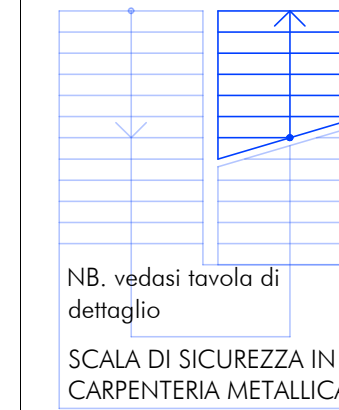 NB. vedasi tavola di
dettaglio
SCALA DI SICUREZZA IN
CARPENTERIA METALLICA